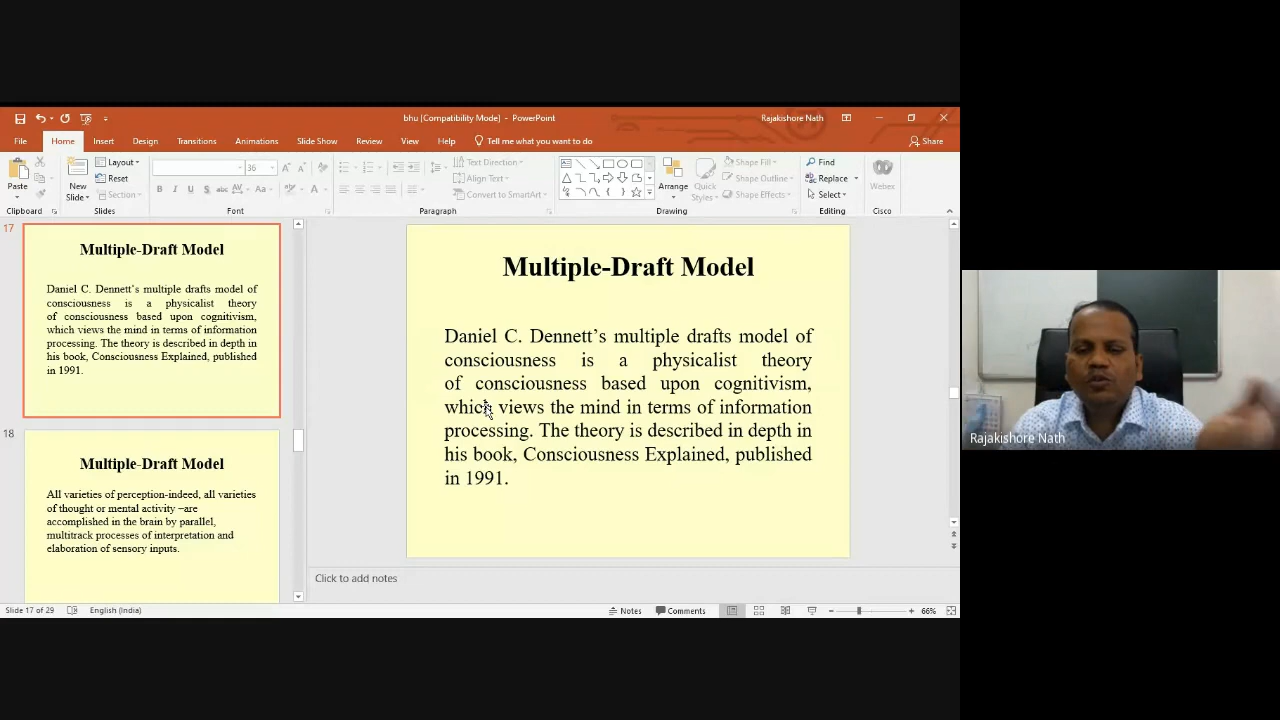 bhu [Compatibility Mode] - PowerPoint
Rajakishore Nath
File Home Insert Design Transitions Animations Slide Show Review View Help Tell me what you want to do
Share
Paste
New
Slide
Layout
Reset
Section
36
Text Direction
Align Text
Convert to SmartArt
Arrange
Quick
Styles
Shape Fill
Shape Outline
Shape Effects
Find
Replace
Select
Webex
Clipboard Slides Font Paragraph Drawing Editing Cisco
17
Multiple-Draft Model
Daniel C. Dennett’s multiple drafts model of
consciousness is a physicalist theory
of consciousness based upon cognitivism,
which views the mind in terms of information
processing. The theory is described in depth in
his book, Consciousness Explained, published
in 1991.
18
Multiple-Draft Model
All varieties of perception-indeed, all varieties
of thought or mental activity –are
accomplished in the brain by parallel,
multitrack processes of interpretation and
elaboration of sensory inputs.
Multiple-Draft Model
Daniel C. Dennett’s multiple drafts model of
consciousness is a physicalist theory
of consciousness based upon cognitivism,
which views the mind in terms of information
processing. The theory is described in depth in
his book, Consciousness Explained, published
in 1991.
Click to add notes
Slide 17 of 29 English (India) Notes Comments 66%
Rajakishore Nath